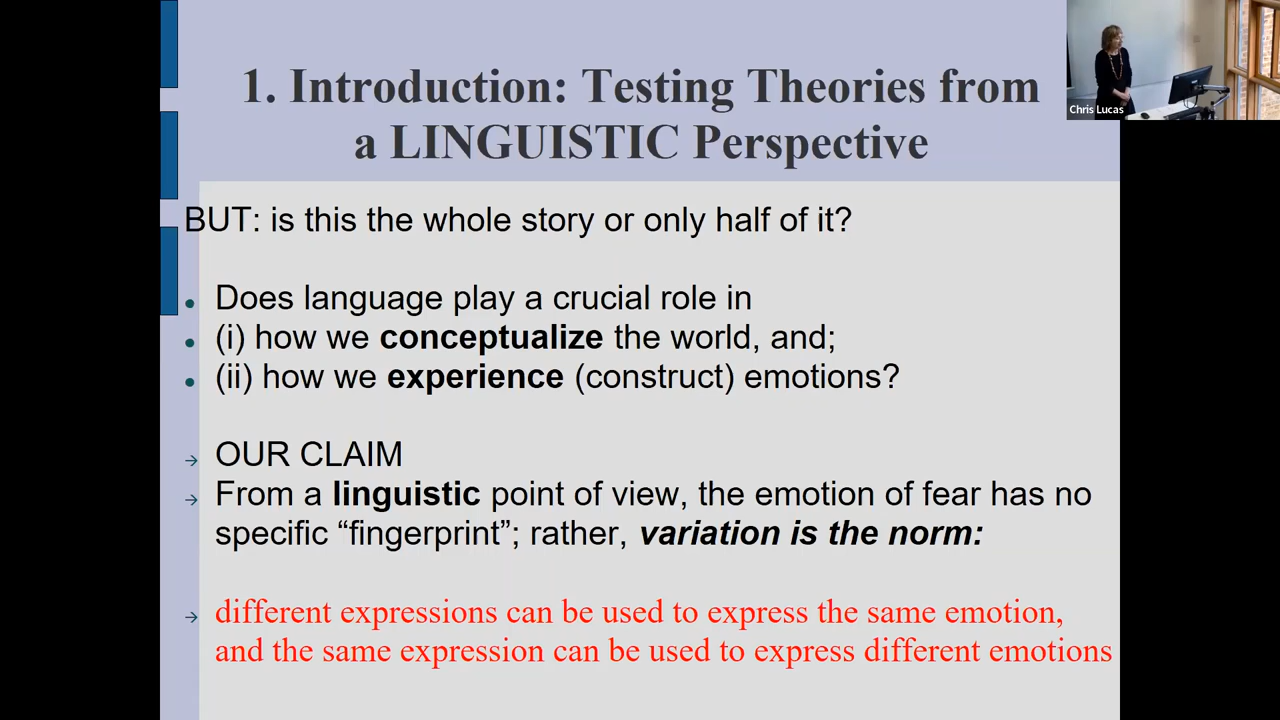 1. Introduction: Testing Theories from
a LINGUISTIC Perspective
Chris Lucas
BUT: is this the whole story or only half of it?
Does language play a crucial role in
(i) how we conceptualize the world, and;
(ii) how we experience (construct) emotions?
→ OUR CLAIM
→ From a linguistic point of view, the emotion of fear has no
specific “fingerprint”; rather, variation is the norm:
→ different expressions can be used to express the same emotion,
and the same expression can be used to express different emotions